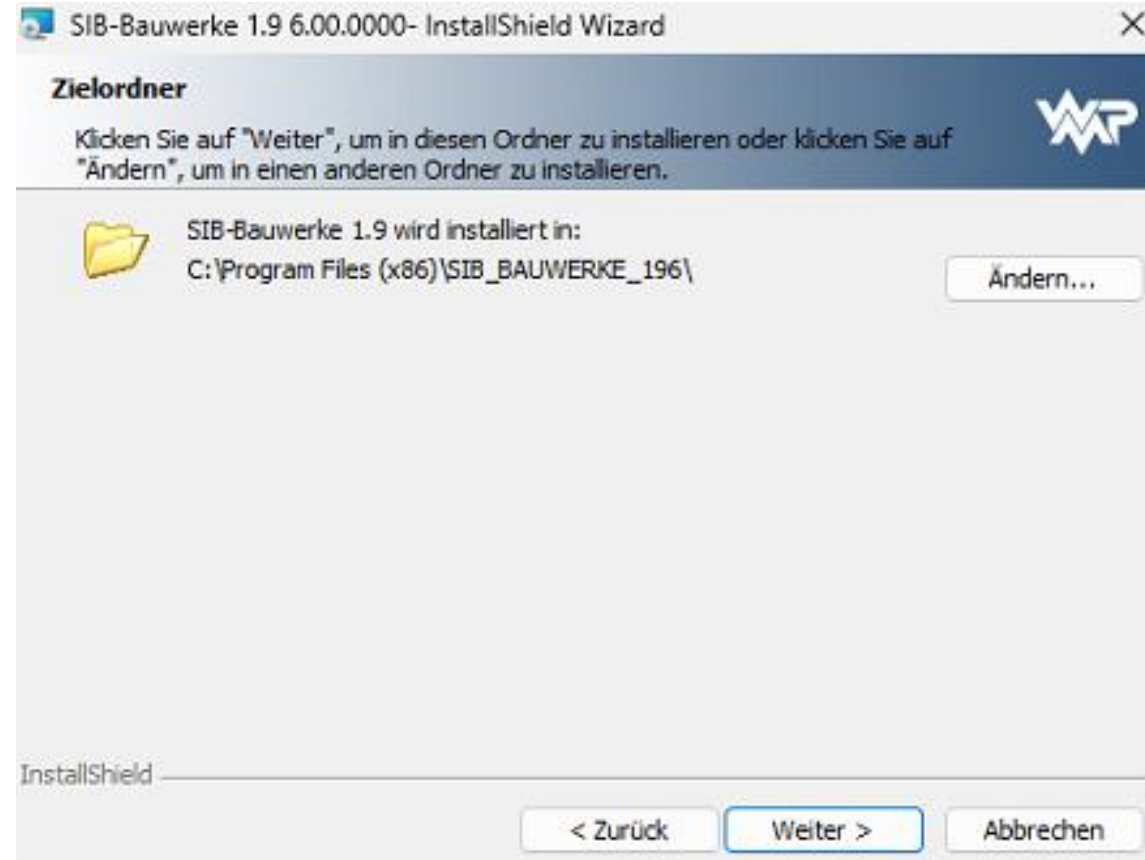 SIB-Bauwerke 1.9 6.00.0000- InstallShield Wizard
Zielordner
Klicken Sie auf "Weiter", um in diesen Ordner zu installieren oder klicken Sie auf
"Ändern", um in einen anderen Ordner zu installieren.
WMP
SIB-Bauwerke 1.9 wird installiert in:
C:\Program Files (x86)\SIB_BAUWERKE_196\
Ändern...
InstallShield
< Zurück
Weiter >
Abbrechen